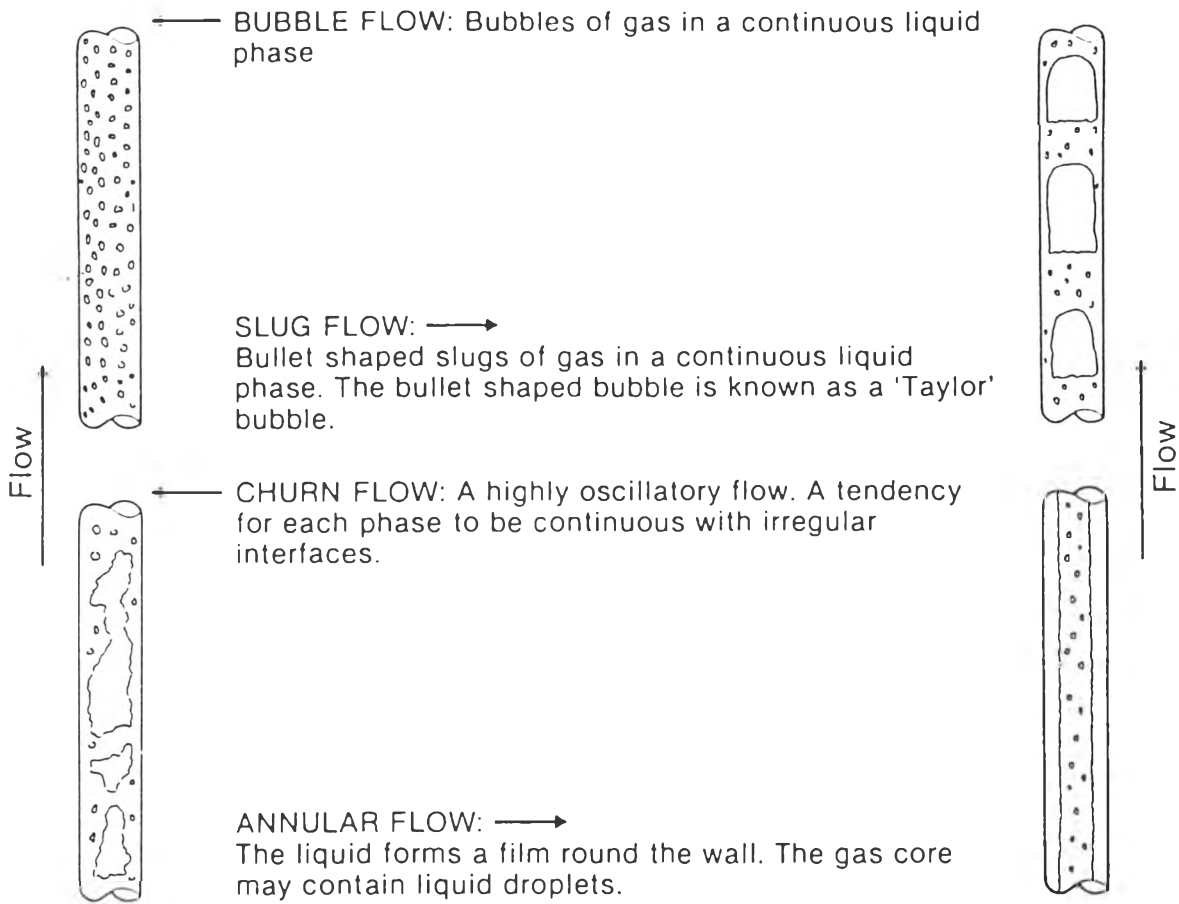 BUBBLE FLOW: Bubbles of gas in a continuous liquid
phase
SLUG FLOW:
Bullet shaped slugs of gas in a continuous liquid
phase. The bullet shaped bubble is known as a 'Taylor'
bubble.
Flow
Flow
CHURN FLOW: A highly oscillatory flow. A tendency
for each phase to be continuous with irregular
interfaces.
ANNULAR FLOW:
The liquid forms a film round the wall. The gas core
may contain liquid droplets.